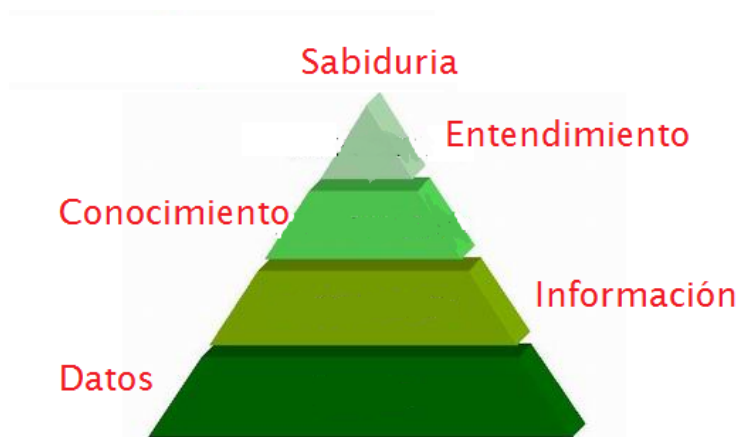 Sabiduria
Entendimiento
Conocimiento
Información
Datos